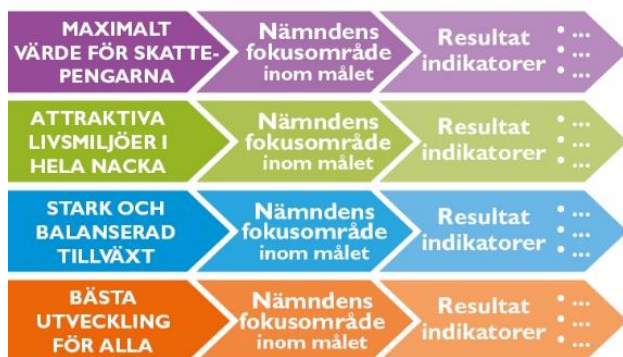 MAXIMALT
VÄRDE FÖR SKATTE-
PENGARNA
Nämndens
fokusområde
inom målet
Resultat
indikatorer
• ...
• ...
• ...
ATTRAKTIVA
LIVSMILJÖER I
HELA NACKA
Nämndens
fokusområde
inom målet
Resultat
indikatorer
• ...
• ...
• ...
STARK OCH
BALANSERAD
TILLVÄXT
Nämndens
fokusområde
inom målet
Resultat
indikatorer
• ...
• ...
• ...
BÄSTA
UTVECKLING
FÖR ALLA
Nämndens
fokusområde
inom målet
Resultat
indikatorer
• ...
• ...
• ...